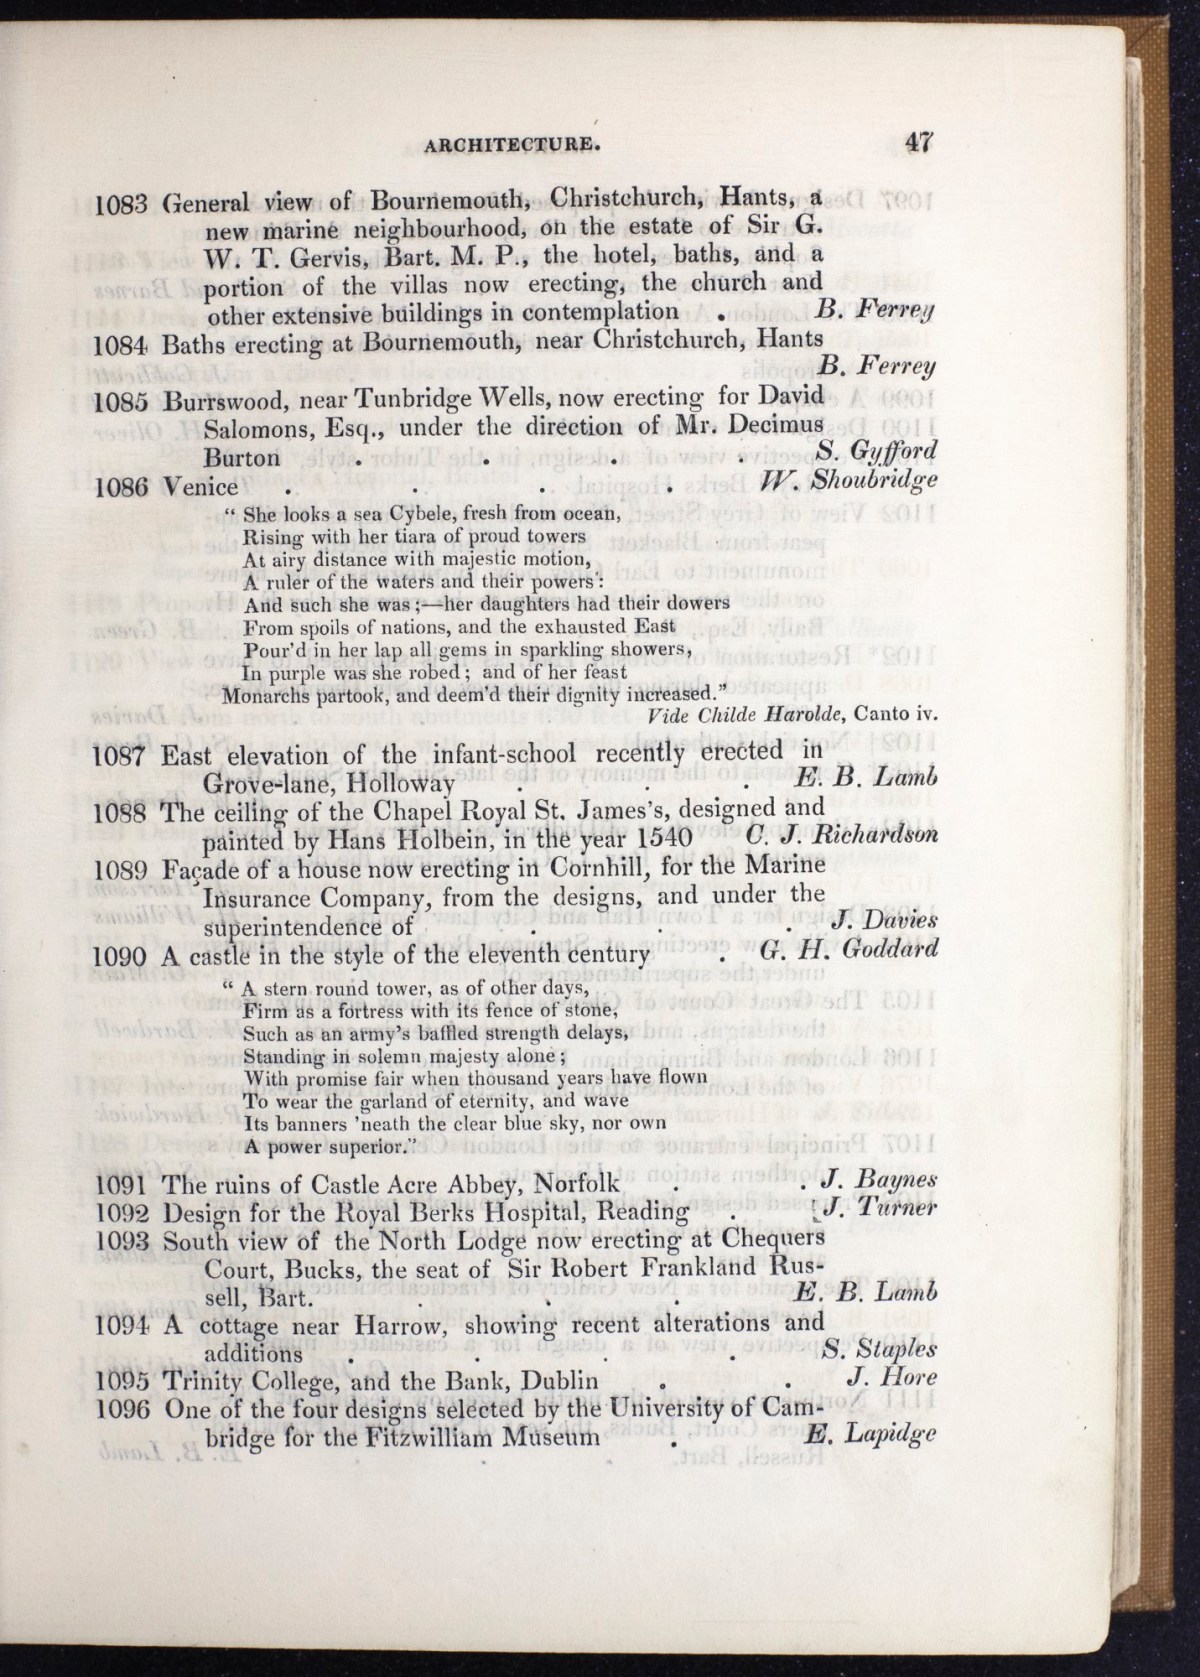 ARCHITECTURE. 47
1083 General view of Bournemouth, Christchurch, Hants, a
new marine neighbourhood, on the estate of Sir G.
W. T. Gervis, Bart. M. P., the hotel, baths, and a
portion of the villas now erecting, the church and
other extensive buildings in contemplation . B. Ferrey
1084 Baths erecting at Bournemouth, near Christchurch, Hants
B. Ferrey
1085 Burrswood, near Tunbridge Wells, now erecting for David
Salomons, Esq., under the direction of Mr. Decimus
Burton . . . . S. Gyfford
1086 Venice . . . . W. Shoubridge
“ She looks a sea Cybele, fresh from ocean,
Rising with her tiara of proud towers
At airy distance with majestic motion,
A ruler of the waters and their powers :
And such she was ;—her daughters had their dowers
From spoils of nations, and the exhausted East
Pour’d in her lap all gems in sparkling showers,
In purple was she robed ; and of her feast
Monarchs partook, and deem’d their dignity increased.”
Vide Childe Harolde, Canto iv.
1087 East elevation of the infant-school recently erected in
Grove-lane, Holloway . . . E. B. Lamb
1088 The ceiling of the Chapel Royal St. James’s, designed and
painted by Hans Holbein, in the year 1540 C. J. Richardson
1089 Façade of a house now erecting in Cornhill, for the Marine
Insurance Company, from the designs, and under the
superintendence of . . . J. Davies
1090 A castle in the style of the eleventh century . G. H. Goddard
“ A stern round tower, as of other days,
Firm as a fortress with its fence of stone,
Such as an army’s baffled strength delays,
Standing in solemn majesty alone ;
With promise fair when thousand years have flown
To wear the garland of eternity, and wave
Its banners ’neath the clear blue sky, nor own
A power superior.”
1091 The ruins of Castle Acre Abbey, Norfolk . . J. Baynes
1092 Design for the Royal Berks Hospital, Reading . J. Turner
1093 South view of the North Lodge now erecting at Chequers
Court, Bucks, the seat of Sir Robert Frankland Rus-
sell, Bart. . . . E. B. Lamb
1094 A cottage near Harrow, showing recent alterations and
additions . . . . S. Staples
1095 Trinity College, and the Bank, Dublin . . J. Hore
1096 One of the four designs selected by the University of Cam-
bridge for the Fitzwilliam Museum . E. Lapidge